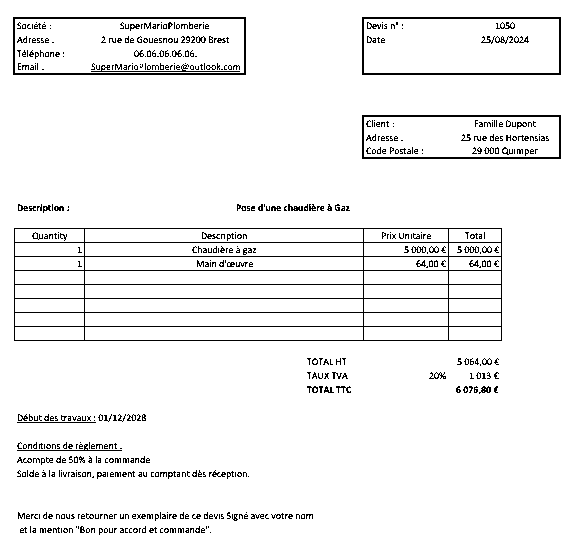 Société : SuperMarioPlomberie
Adresse : 2 rue de Gouesnou 29200 Brest
Téléphone : 06.06.06.06.06.
Email : SuperMarioPlomberie@outlook.com
Devis n° : 1050
Date 25/08/2024
Client : Famille Dupont
Adresse : 25 rue des Hortensias
Code Postale : 29 000 Quimper
Description : Pose d'une chaudière à Gaz
Quantity Description Prix Unitaire Total
1 Chaudière à gaz 5 000,00 € 5 000,00 €
1 Main d'œuvre 64,00 € 64,00 €
TOTAL HT 5 064,00 €
TAUX TVA 20% 1 013 €
TOTAL TTC 6 076,80 €
Début des travaux : 01/12/2028
Conditions de règlement :
Acompte de 50% à la commande
Solde à la livraison, paiement au comptant dès réception.
Merci de nous retourner un exemplaire de ce devis Signé avec votre nom
et la mention "Bon pour accord et commande".